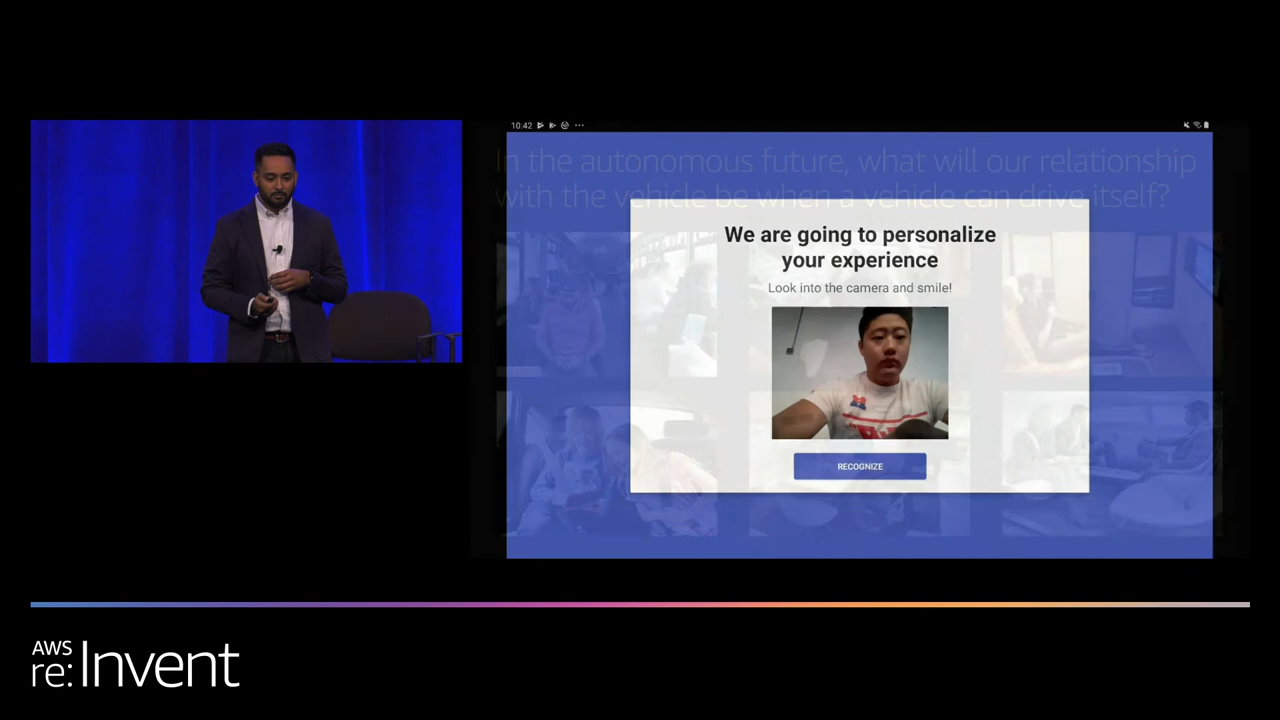 10:42
In the autonomous future, what will our relationship
with the vehicle be when a vehicle can drive itself?
We are going to personalize
your experience
Look into the camera and smile!
RECOGNIZE
AWS
re:Invent